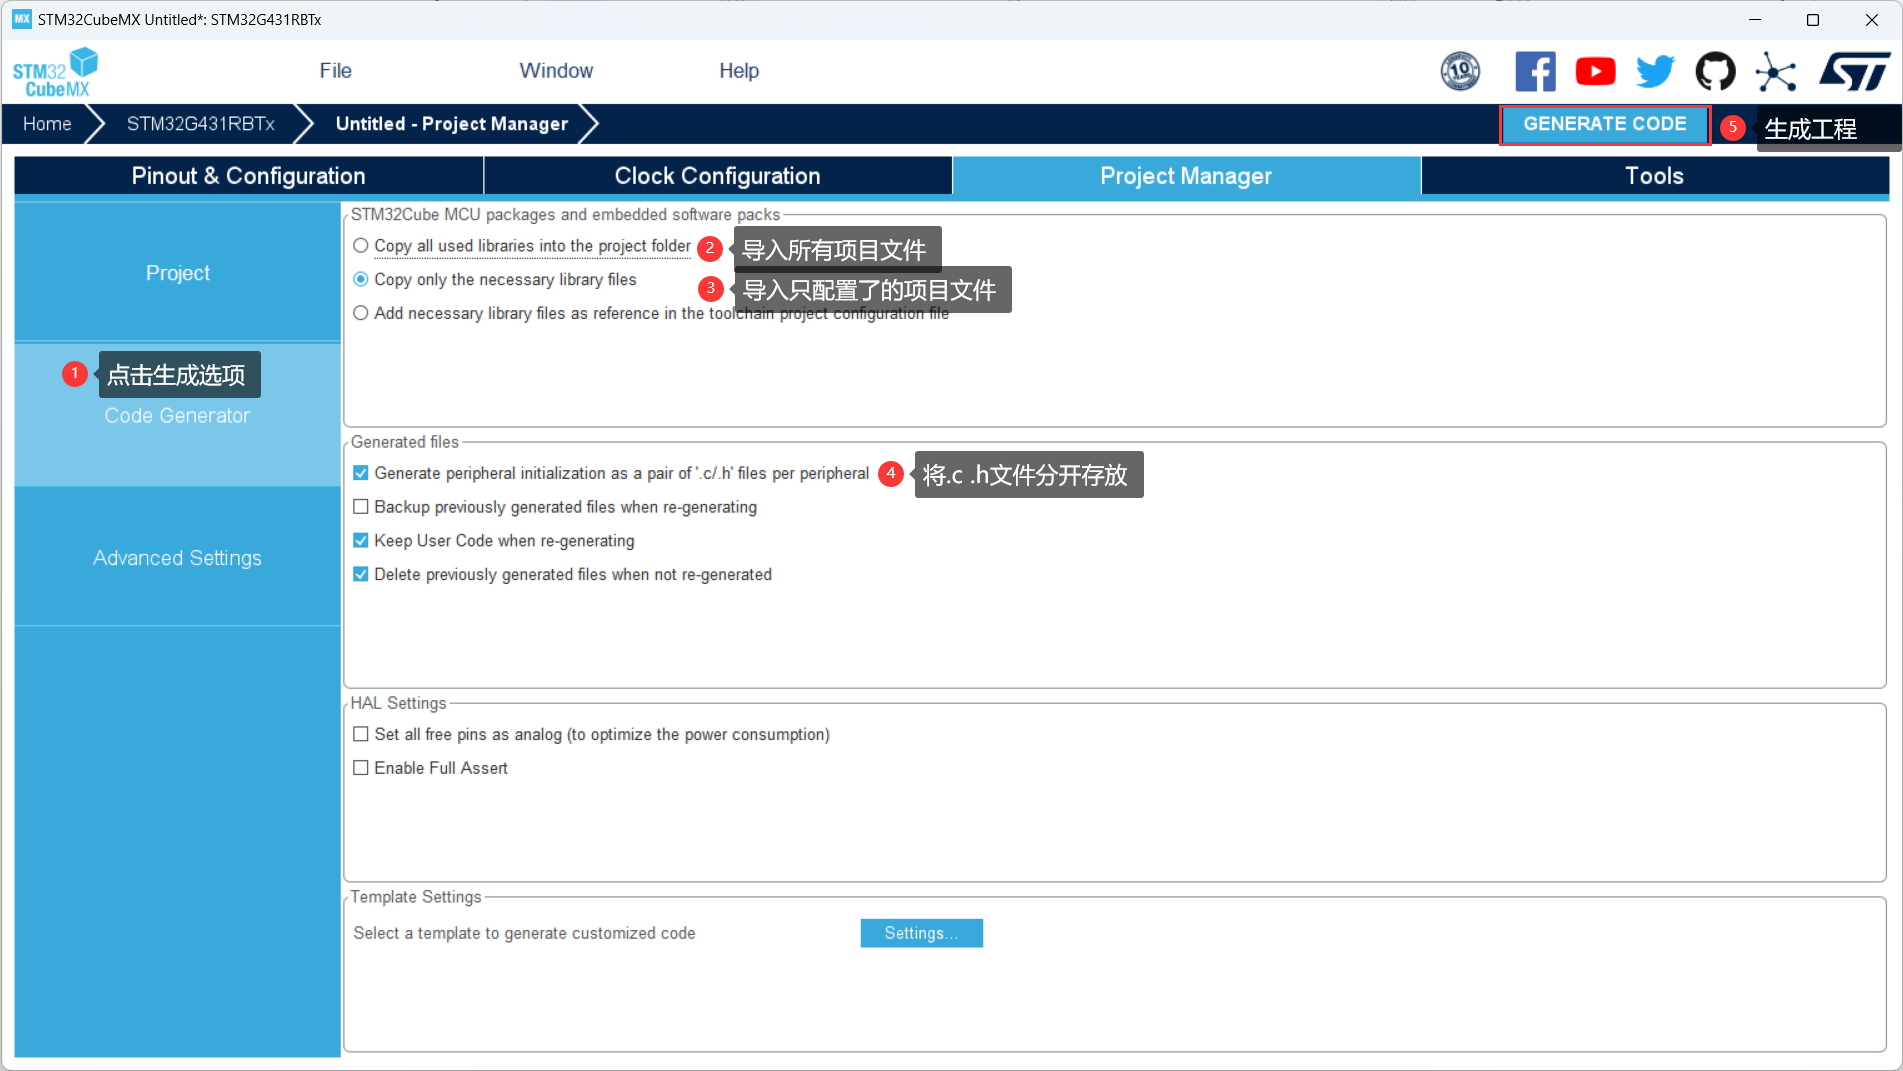 MX STM32CubeMX Untitled*: STM32G431RBTx
STM32
CubeMX
File
Window
Help
10
ST
Home
STM32G431RBTx
Untitled - Project Manager
GENERATE CODE
5
生成工程
Pinout & Configuration
Clock Configuration
Project Manager
Tools
Project
1
点击生成选项
Code Generator
Advanced Settings
STM32Cube MCU packages and embedded software packs
Copy all used libraries into the project folder
2
导入所有项目文件
Copy only the necessary library files
3
导入只配置了的项目文件
Add necessary library files as reference in the toolchain project configuration file
Generated files
Generate peripheral initialization as a pair of '.c/.h' files per peripheral
4
将.c .h文件分开存放
Backup previously generated files when re-generating
Keep User Code when re-generating
Delete previously generated files when not re-generated
HAL Settings
Set all free pins as analog (to optimize the power consumption)
Enable Full Assert
Template Settings
Select a template to generate customized code
Settings...